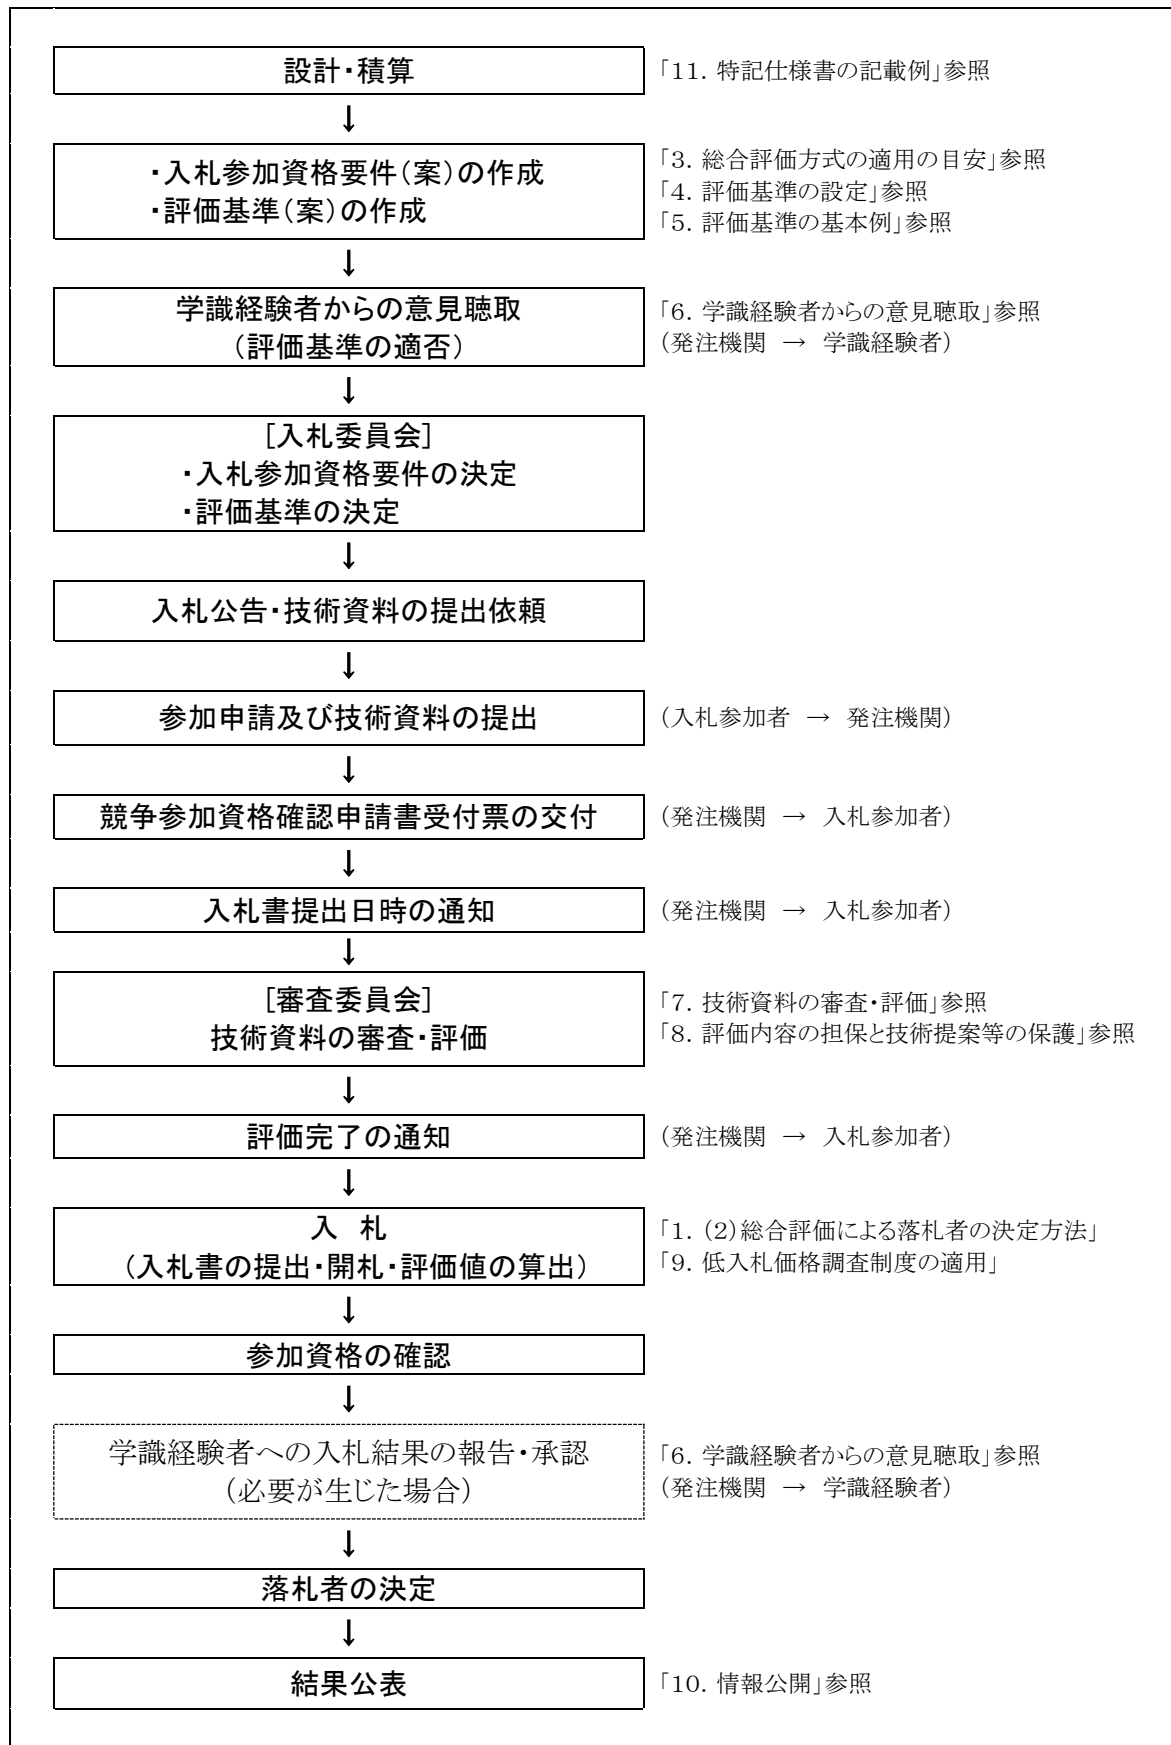 設計・積算
「11. 特記仕様書の記載例」参照
↓
・入札参加資格要件(案)の作成
・評価基準(案)の作成
「3. 総合評価方式の適用の目安」参照
「4. 評価基準の設定」参照
「5. 評価基準の基本例」参照
↓
学識経験者からの意見聴取
(評価基準の適否)
「6. 学識経験者からの意見聴取」参照
(発注機関 → 学識経験者)
↓
[入札委員会]
・入札参加資格要件の決定
・評価基準の決定
↓
入札公告・技術資料の提出依頼
↓
参加申請及び技術資料の提出
(入札参加者 → 発注機関)
↓
競争参加資格確認申請書受付票の交付
(発注機関 → 入札参加者)
↓
入札書提出日時の通知
(発注機関 → 入札参加者)
↓
[審査委員会]
技術資料の審査・評価
「7. 技術資料の審査・評価」参照
「8. 評価内容の担保と技術提案等の保護」参照
↓
評価完了の通知
(発注機関 → 入札参加者)
↓
入 札
(入札書の提出・開札・評価値の算出)
「1. (2)総合評価による落札者の決定方法」
「9. 低入札価格調査制度の適用」
↓
参加資格の確認
↓
学識経験者への入札結果の報告・承認
(必要が生じた場合)
「6. 学識経験者からの意見聴取」参照
(発注機関 → 学識経験者)
↓
落札者の決定
↓
結果公表
「10. 情報公開」参照